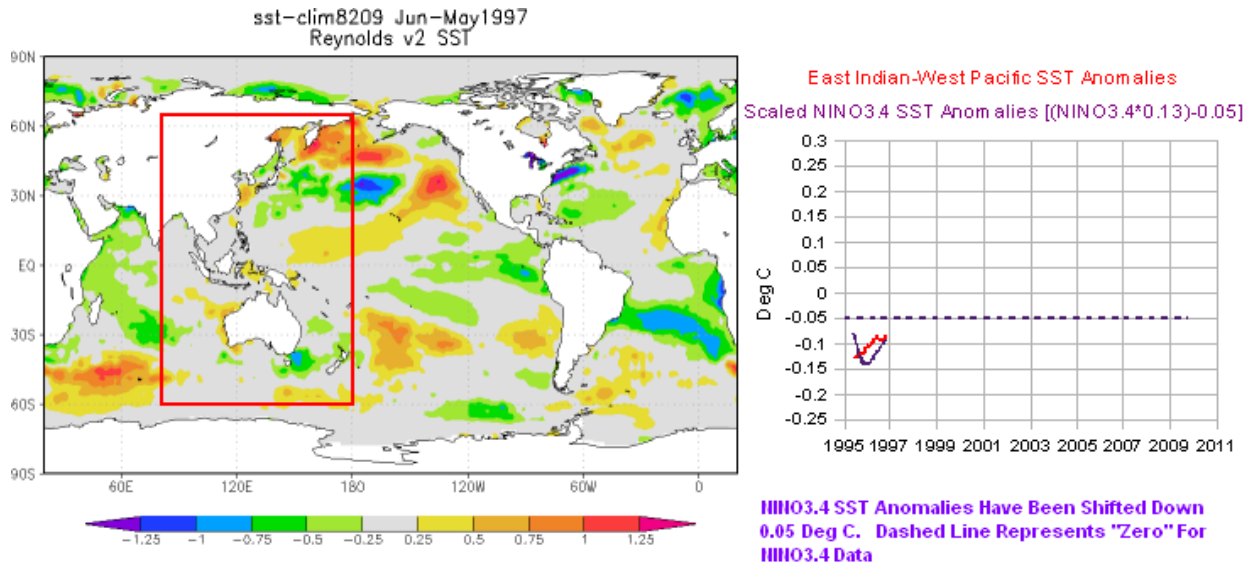 sst-clim8209 Jun-May1997
Reynolds v2 SST
90N
60N
30N
EQ
30S
60S
90S
60E 120E 180 120W 60W 0
-1.25 -1 -0.75 -0.5 -0.25 0.25 0.5 0.75 1 1.25
East Indian-West Pacific SST Anomalies
Scaled NINO3.4 SST Anomalies [(NINO3.4*0.13)-0.05]
Deg C
0.3
0.25
0.2
0.15
0.1
0.05
0
-0.05
-0.1
-0.15
-0.2
-0.25
1995 1997 1999 2001 2003 2005 2007 2009 2011
NINO3.4 SST Anomalies Have Been Shifted Down
0.05 Deg C. Dashed Line Represents "Zero" For
NINO3.4 Data